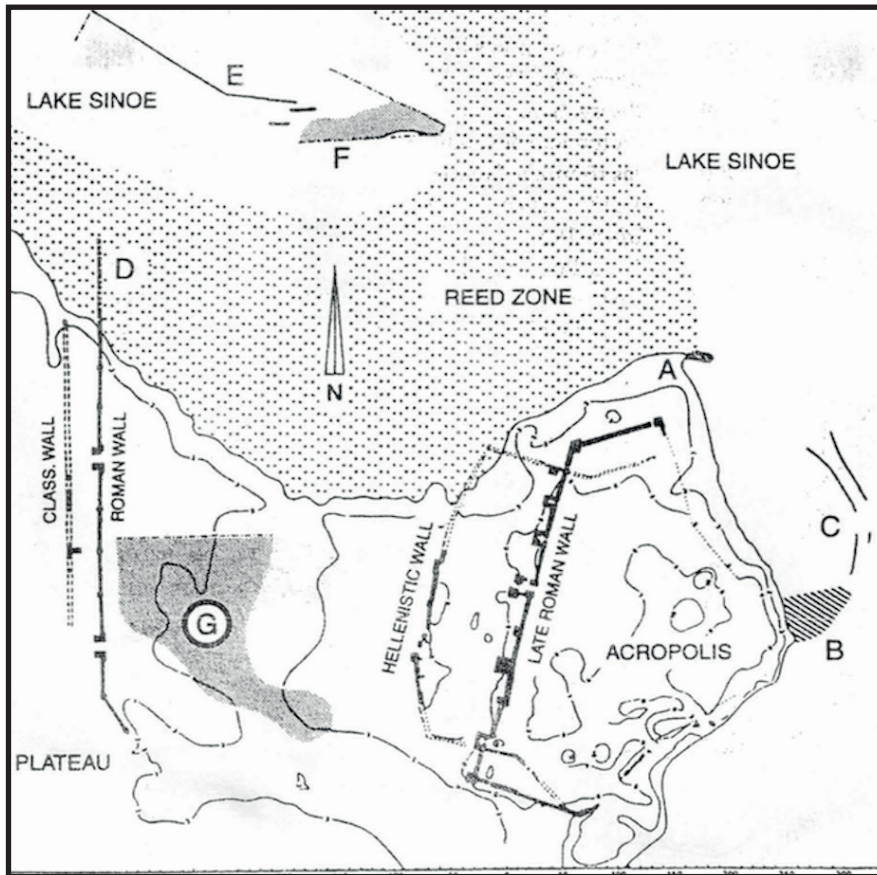 E
LAKE SINOE
F
LAKE SINOE
D
REED ZONE
N
A
CLASS. WALL
ROMAN WALL
C
G
HELLENISTIC WALL
LATE ROMAN WALL
ACROPOLIS
B
PLATEAU